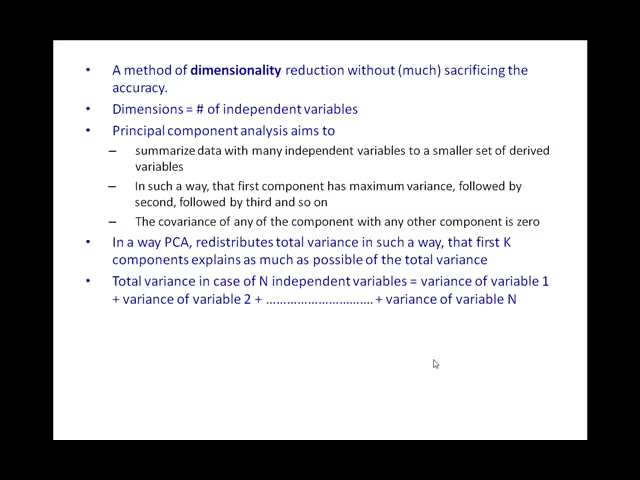 • A method of dimensionality reduction without (much) sacrificing the
accuracy.
• Dimensions = # of independent variables
• Principal component analysis aims to
– summarize data with many independent variables to a smaller set of derived
variables
– In such a way, that first component has maximum variance, followed by
second, followed by third and so on
– The covariance of any of the component with any other component is zero
• In a way PCA, redistributes total variance in such a way, that first K
components explains as much as possible of the total variance
• Total variance in case of N independent variables = variance of variable 1
+ variance of variable 2 + …………………………. + variance of variable N